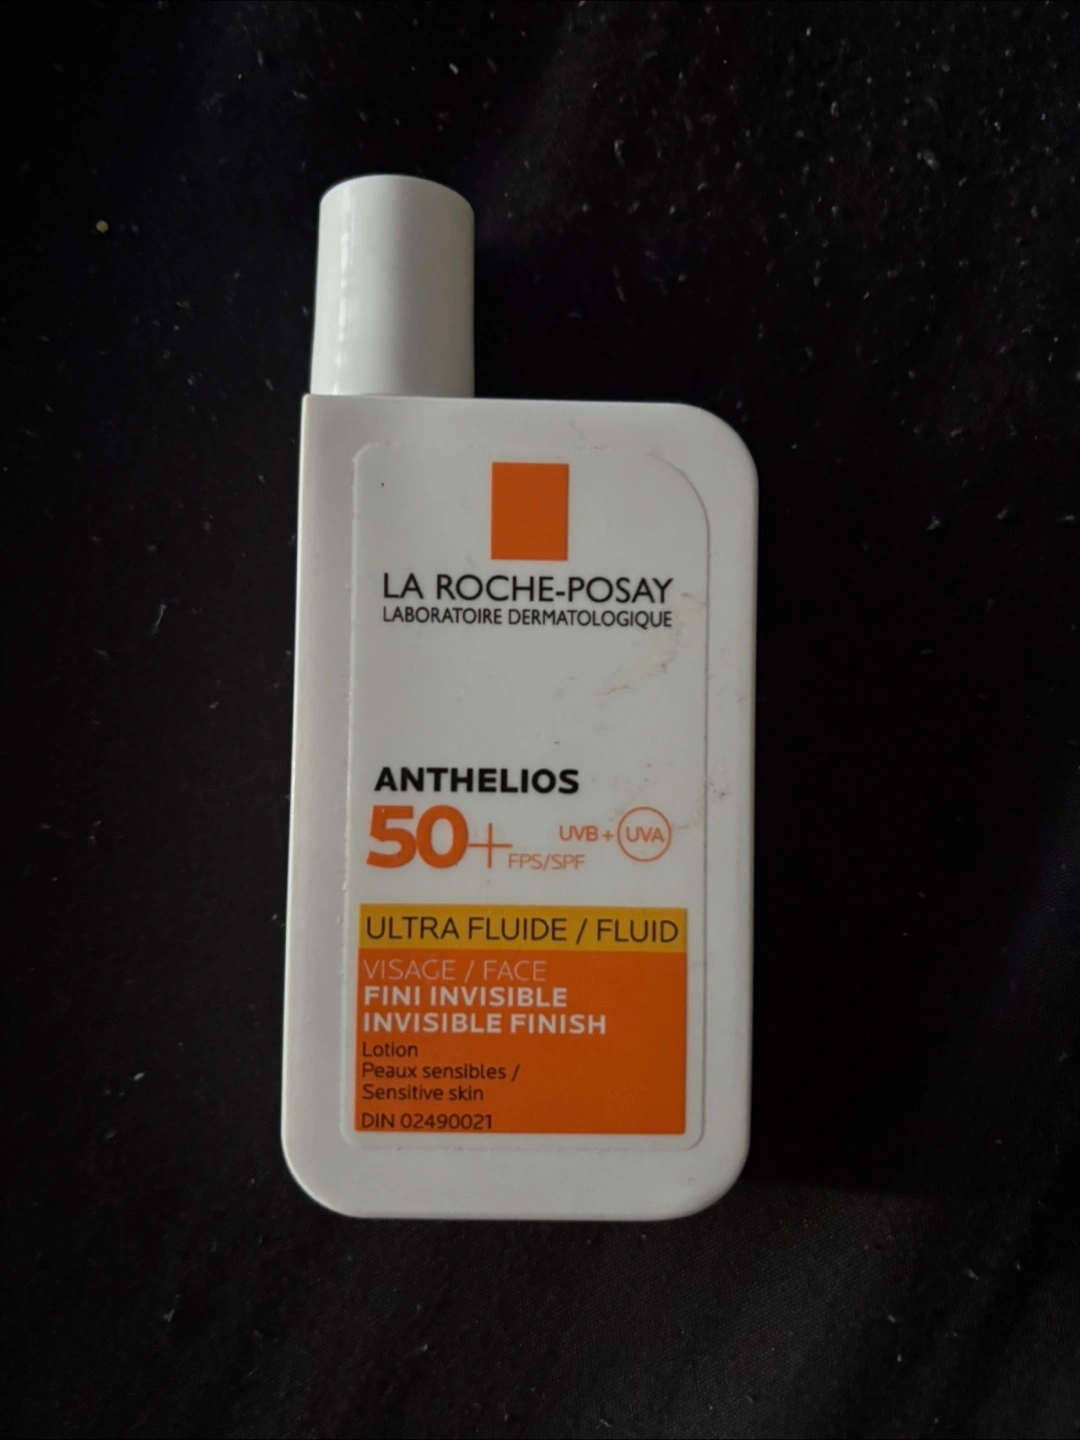 LA ROCHE-POSAY
LABORATOIRE DERMATOLOGIQUE
ANTHELIOS
50+ FPS/SPF UVB + UVA
ULTRA FLUIDE / FLUID
VISAGE / FACE
FINI INVISIBLE
INVISIBLE FINISH
Lotion
Peaux sensibles /
Sensitive skin
DIN 02490021